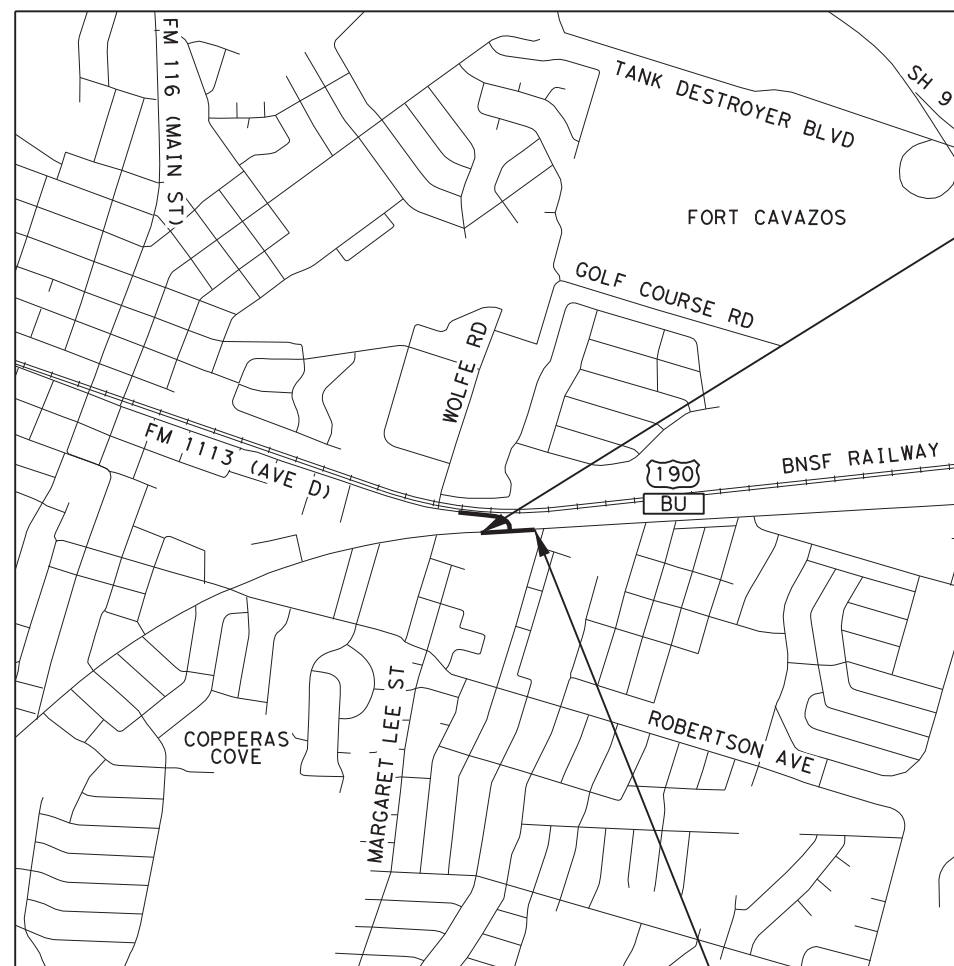 FM 116 (MAIN ST)
TANK DESTROYER BLVD
SH 9
FORT CAVAZOS
GOLF COURSE RD
WOLFE RD
FM 1113 (AVE D)
BNSF RAILWAY
190
BU
ROBERTSON AVE
MARGARET LEE ST
COPPERAS
COVE